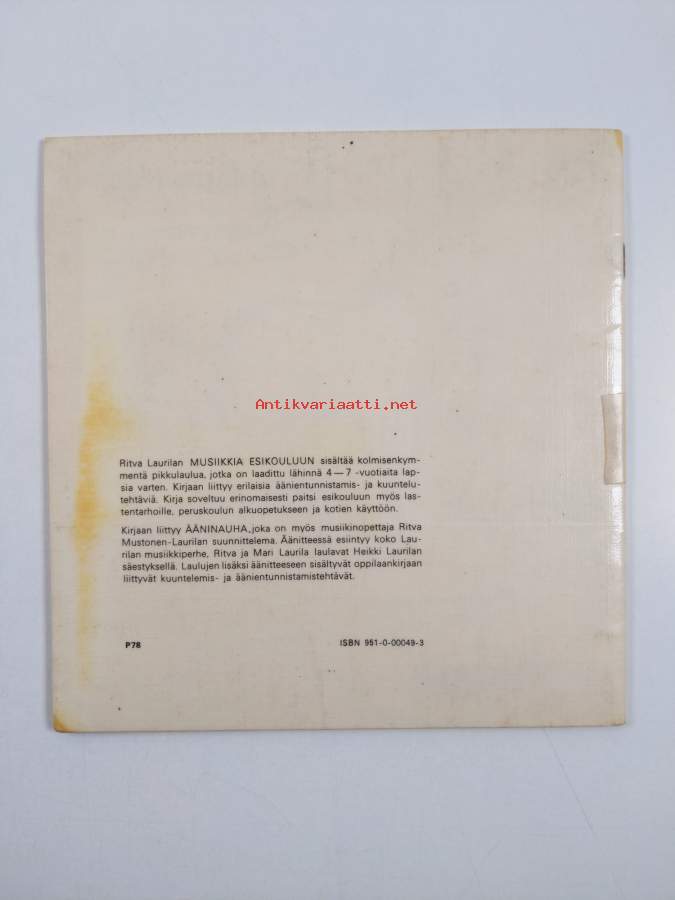 Antikvariaatti.net
Ritva Laurilan MUSIIKKIA ESIKOULUUN sisältää kolmisenkym-
mentä pikkulaulua, jotka on laadittu lähinnä 4—7 -vuotiaita lap-
sia varten. Kirjaan liittyy erilaisia äänientunnistamis- ja kuuntelu-
tehtäviä. Kirja soveltuu erinomaisesti paitsi esikouluun myös las-
tentarhoille, peruskoulun alkuopetukseen ja kotien käyttöön.
Kirjaan liittyy ÄÄNINAUHA, joka on myös musiikinopettaja Ritva
Mustonen-Laurilan suunnittelema. Äänitteessä esiintyy koko Lau-
rilan musiikkiperhe, Ritva ja Mari Laurila laulavat Heikki Laurilan
säestyksellä. Laulujen lisäksi äänitteeseen sisältyvät oppilaankirjaan
liittyvät kuuntelemis- ja äänientunnistamistehtävät.
P78 ISBN 951-0-00049-3